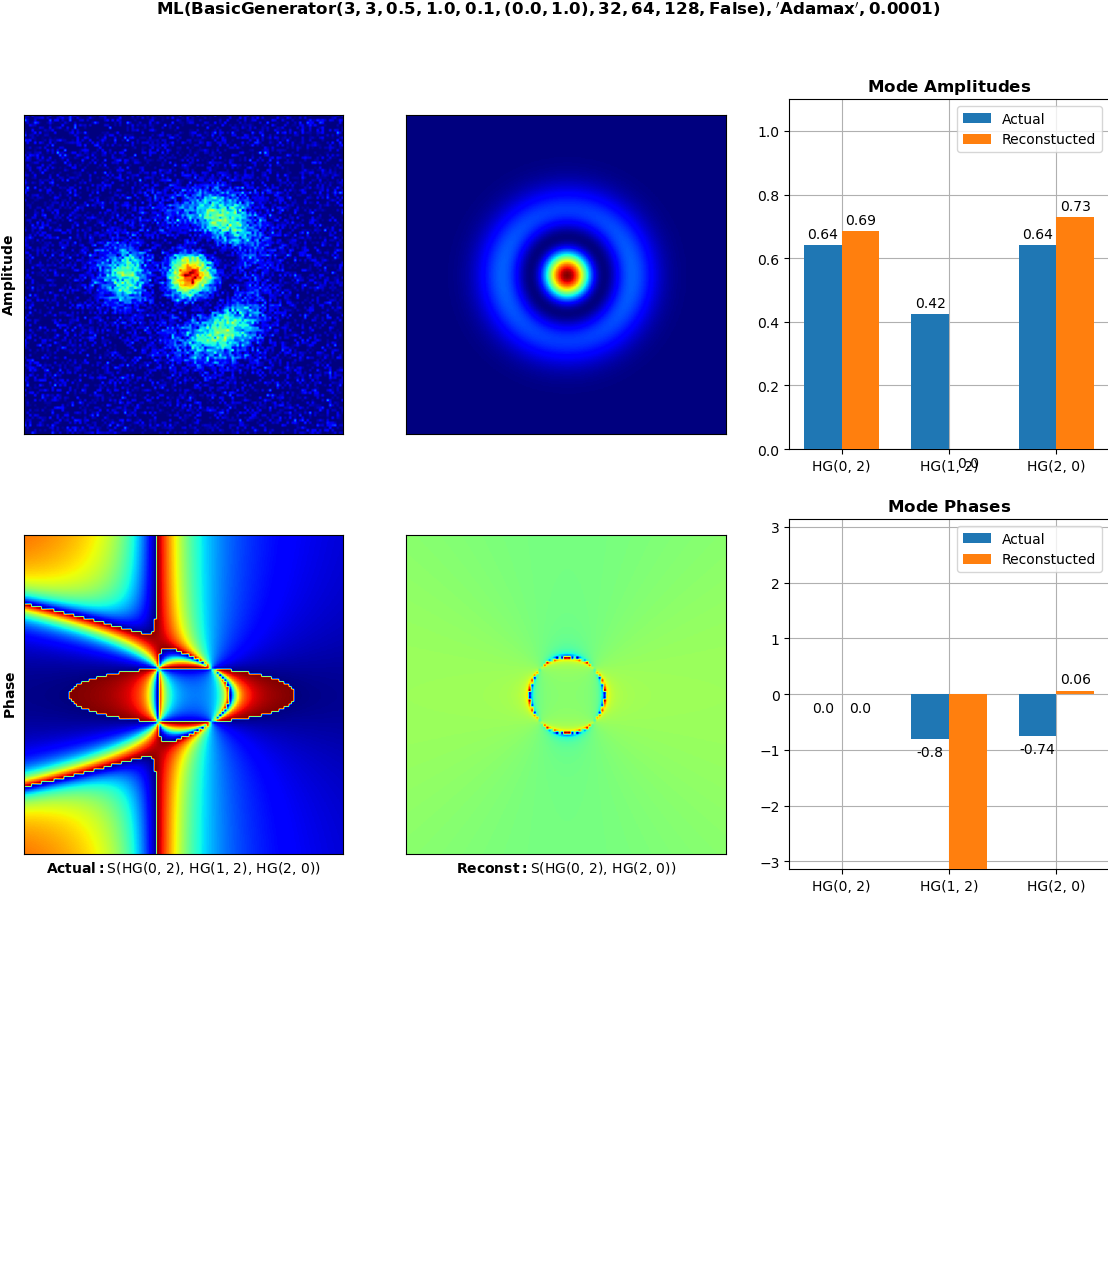 ML(BasicGenerator(3, 3, 0.5, 1.0, 0.1, (0.0, 1.0), 32, 64, 128, False), ′Adamax′, 0.0001)
Amplitude
Mode Amplitudes
Actual
Reconstucted
1.0
0.8
0.6
0.4
0.2
0.0
0.64
0.69
0.42
0.0
0.64
0.73
HG(0, 2)
HG(1, 2)
HG(2, 0)
Phase
Actual: S(HG(0, 2), HG(1, 2), HG(2, 0))
Reconst: S(HG(0, 2), HG(2, 0))
Mode Phases
Actual
Reconstucted
3
2
1
0
−1
−2
−3
0.0
0.0
-0.8
-0.74
0.06
HG(0, 2)
HG(1, 2)
HG(2, 0)